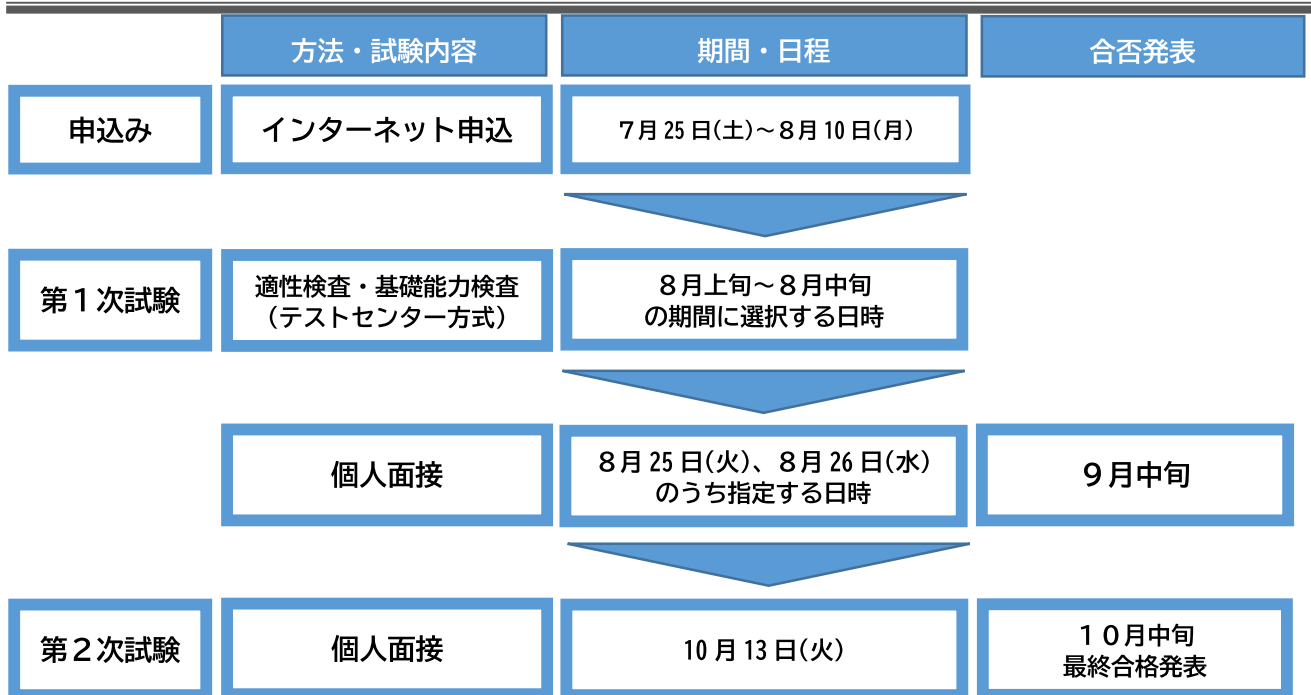 方法・試験内容
期間・日程
合否発表
申込み
インターネット申込
７月25日(土)～８月10日(月)
第１次試験
適性検査・基礎能力検査
（テストセンター方式）
８月上旬～８月中旬
の期間に選択する日時
個人面接
８月25日(火)、８月26日(水)
のうち指定する日時
９月中旬
第２次試験
個人面接
10月13日(火)
１０月中旬
最終合格発表